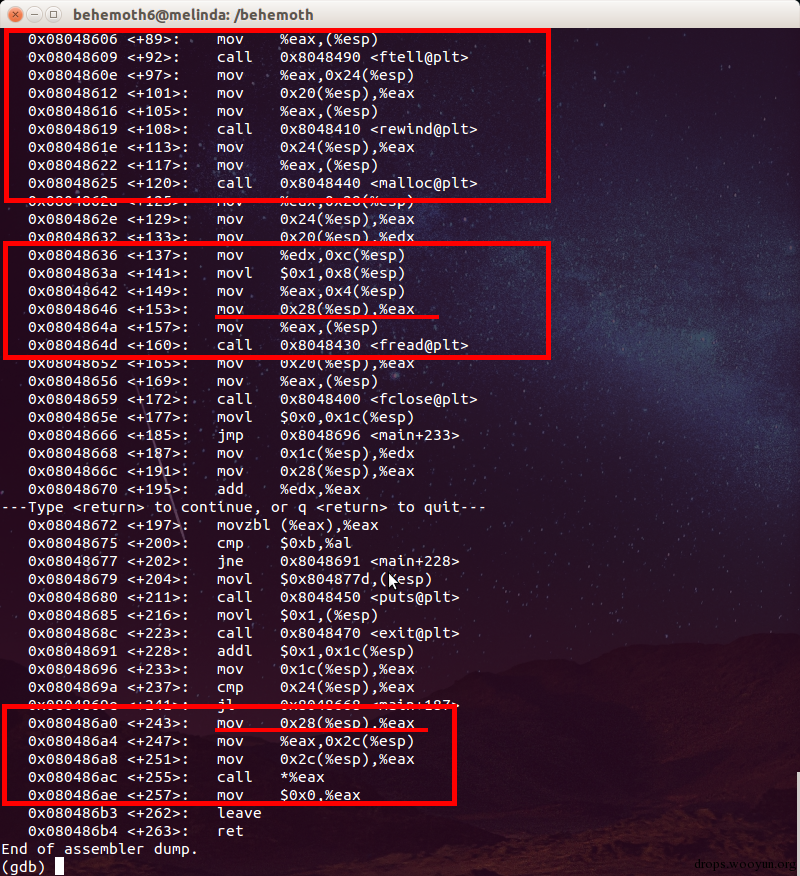 behemoth6@melinda: /behemoth
0x08048606 <+89>: mov %eax,(%esp)
0x08048609 <+92>: call 0x8048490 <ftell@plt>
0x0804860e <+97>: mov %eax,0x24(%esp)
0x08048612 <+101>: mov 0x20(%esp),%eax
0x08048616 <+105>: mov %eax,(%esp)
0x08048619 <+108>: call 0x8048410 <rewind@plt>
0x0804861e <+113>: mov 0x24(%esp),%eax
0x08048622 <+117>: mov %eax,(%esp)
0x08048625 <+120>: call 0x8048440 <malloc@plt>
0x0804862a <+125>: mov %eax,0x28(%esp)
0x0804862e <+129>: mov 0x24(%esp),%eax
0x08048632 <+133>: mov 0x20(%esp),%edx
0x08048636 <+137>: mov %edx,0xc(%esp)
0x0804863a <+141>: movl $0x1,0x8(%esp)
0x08048642 <+149>: mov %eax,0x4(%esp)
0x08048646 <+153>: mov 0x28(%esp),%eax
0x0804864a <+157>: mov %eax,(%esp)
0x0804864d <+160>: call 0x8048430 <fread@plt>
0x08048652 <+165>: mov 0x20(%esp),%eax
0x08048656 <+169>: mov %eax,(%esp)
0x08048659 <+172>: call 0x8048400 <fclose@plt>
0x0804865e <+177>: movl $0x0,0x1c(%esp)
0x08048666 <+185>: jmp 0x8048696 <main+233>
0x08048668 <+187>: mov 0x1c(%esp),%edx
0x0804866c <+191>: mov 0x28(%esp),%eax
0x08048670 <+195>: add %edx,%eax
---Type <return> to continue, or q <return> to quit---
0x08048672 <+197>: movzbl (%eax),%eax
0x08048675 <+200>: cmp $0xb,%al
0x08048677 <+202>: jne 0x8048691 <main+228>
0x08048679 <+204>: movl $0x804877d,(%esp)
0x08048680 <+211>: call 0x8048450 <puts@plt>
0x08048685 <+216>: movl $0x1,(%esp)
0x0804868c <+223>: call 0x8048470 <exit@plt>
0x08048691 <+228>: addl $0x1,0x1c(%esp)
0x08048696 <+233>: mov 0x1c(%esp),%eax
0x0804869a <+237>: cmp 0x24(%esp),%eax
0x0804869e <+241>: jl 0x8048668 <main+187>
0x080486a0 <+243>: mov 0x28(%esp),%eax
0x080486a4 <+247>: mov %eax,0x2c(%esp)
0x080486a8 <+251>: mov 0x2c(%esp),%eax
0x080486ac <+255>: call *%eax
0x080486ae <+257>: mov $0x0,%eax
0x080486b3 <+262>: leave
0x080486b4 <+263>: ret
End of assembler dump.
(gdb)
drops.wooyun.org